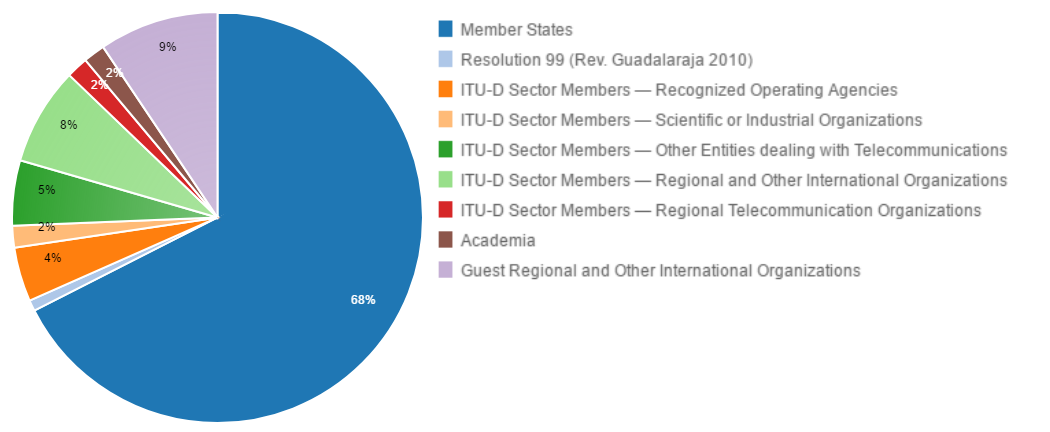 Member States
Resolution 99 (Rev. Guadalaraja 2010)
ITU-D Sector Members — Recognized Operating Agencies
ITU-D Sector Members — Scientific or Industrial Organizations
ITU-D Sector Members — Other Entities dealing with Telecommunications
ITU-D Sector Members — Regional and Other International Organizations
ITU-D Sector Members — Regional Telecommunication Organizations
Academia
Guest Regional and Other International Organizations
9%
2%
2%
8%
5%
2%
4%
68%